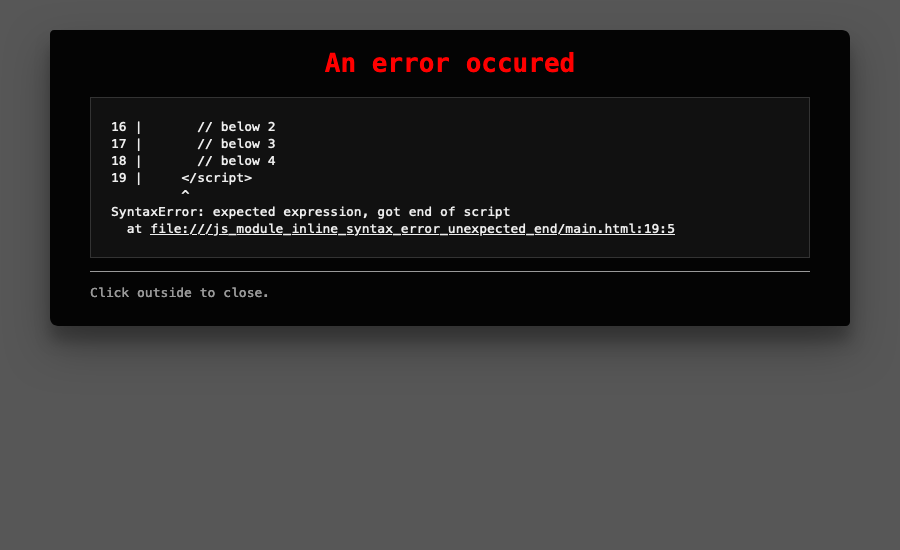 An error occured
16 |       // below 2
17 |       // below 3
18 |       // below 4
19 |     </script>
         ^
SyntaxError: expected expression, got end of script
  at file:///js_module_inline_syntax_error_unexpected_end/main.html:19:5
Click outside to close.